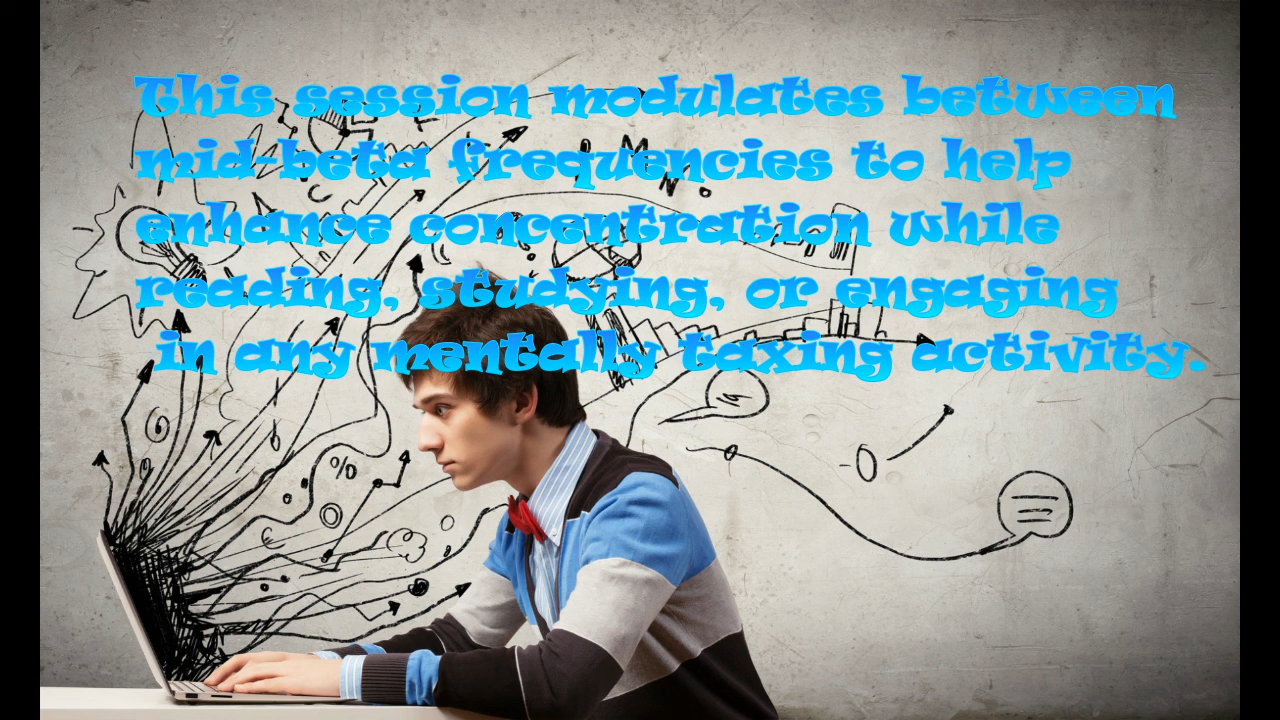 This session modulates between
mid-beta frequencies to help
enhance concentration while
reading, studying, or engaging
in any mentally taxing activity.
%